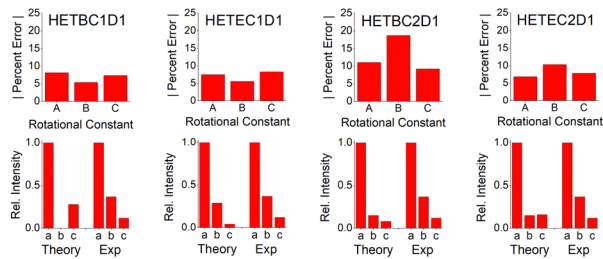 HETBC1D1
| Percent Error |
25
20
15
10
5
0
A B C
Rotational Constant
HETEC1D1
| Percent Error |
25
20
15
10
5
0
A B C
Rotational Constant
HETBC2D1
| Percent Error |
25
20
15
10
5
0
A B C
Rotational Constant
HETEC2D1
| Percent Error |
25
20
15
10
5
0
A B C
Rotational Constant
Rel. Intensity
1.0
0.5
0.0
a b c a b c
Theory Exp
Rel. Intensity
1.0
0.5
0.0
a b c a b c
Theory Exp
Rel. Intensity
1.0
0.5
0.0
a b c a b c
Theory Exp
Rel. Intensity
1.0
0.5
0.0
a b c a b c
Theory Exp